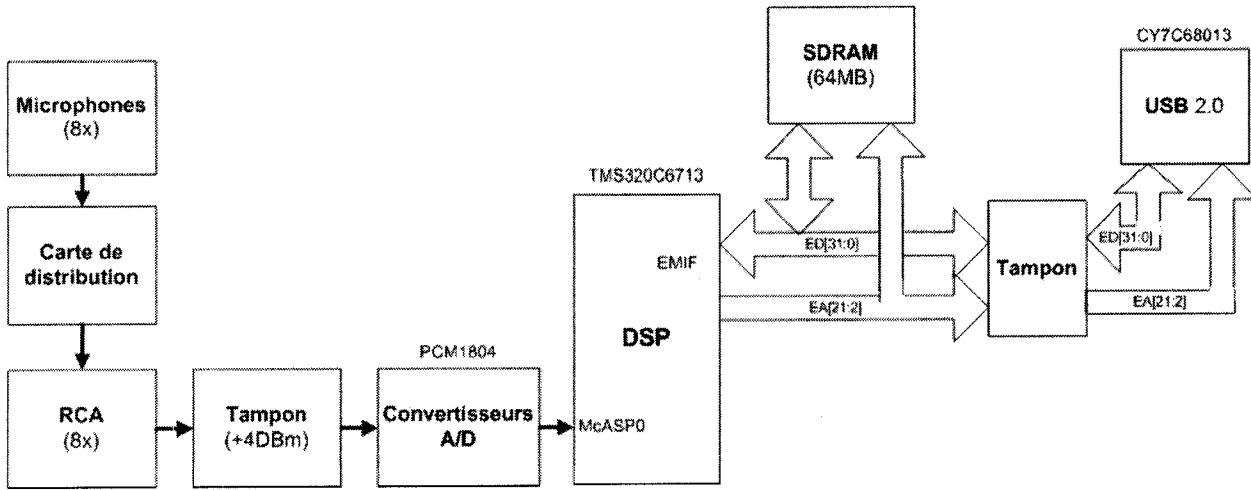 CY7C68013
SDRAM
(64MB)
USB 2.0
Microphones
(8x)
TMS320C6713
Carte de
distribution
ED[31:0]
ED[31:0]
EMIF
Tampon
EA[21:2]
EA[21:2]
DSP
PCM1804
RCA
(8x)
Tampon
(+4DBm)
Convertisseurs
A/D
McASP0